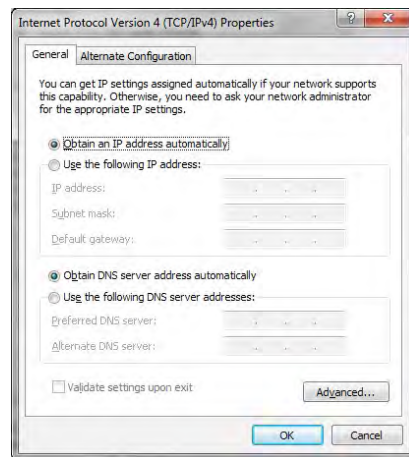 Internet Protocol Version 4 (TCP/IPv4) Properties
General
Alternate Configuration
You can get IP settings assigned automatically if your network supports
this capability. Otherwise, you need to ask your network administrator
for the appropriate IP settings.
Obtain an IP address automatically
Use the following IP address:
IP address:
Subnet mask:
Default gateway:
Obtain DNS server address automatically
Use the following DNS server addresses:
Preferred DNS server:
Alternate DNS server:
Validate settings upon exit
Advanced...
OK
Cancel